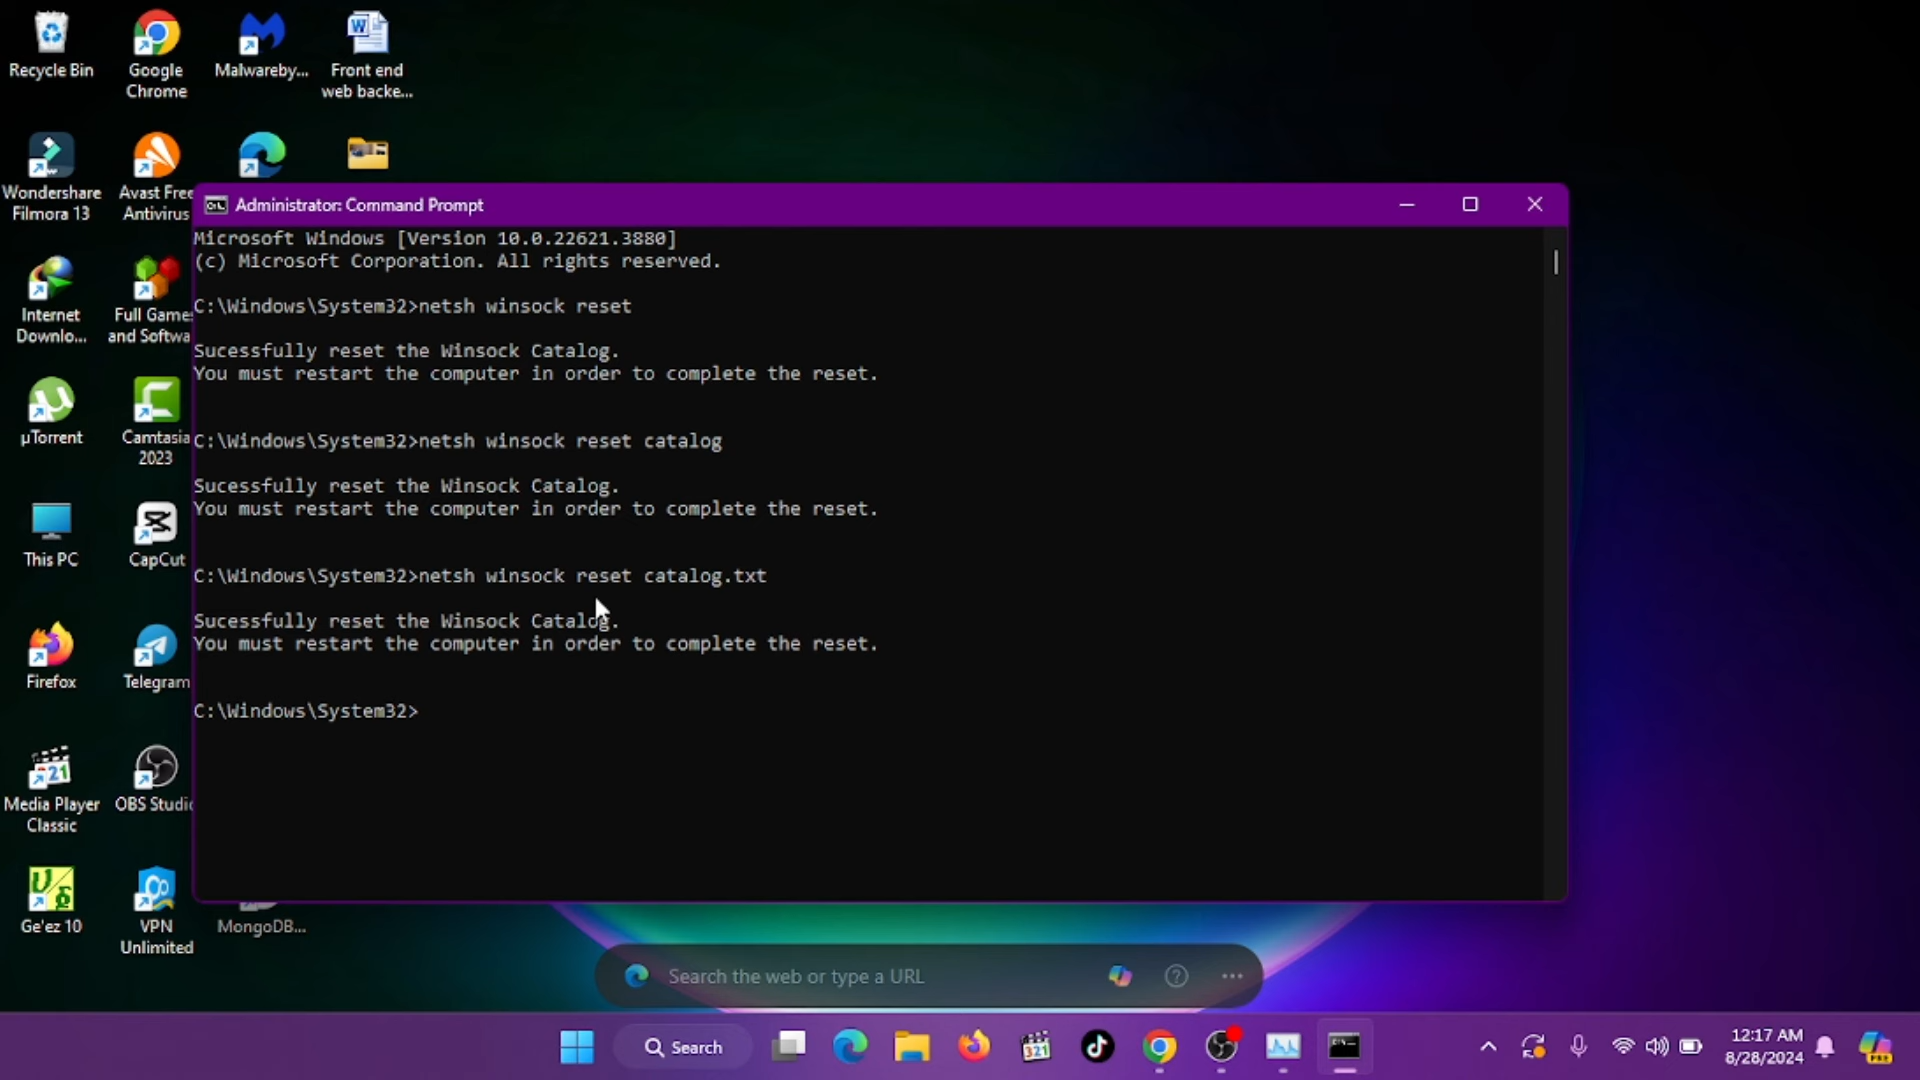 Recycle Bin
Google
Chrome
Malwareby...
Front end
web backe...
Wondershare
Filmora 13
Avast Free
Antivirus
Internet
Downlo...
Full Game
and Softwa
µTorrent
Camtasia
2023
This PC
CapCut
Firefox
Telegram
Media Player
Classic
OBS Studio
Ge'ez 10
VPN
Unlimited
MongoDB...
Administrator: Command Prompt
Microsoft Windows [Version 10.0.22621.3880]
(c) Microsoft Corporation. All rights reserved.
C:\Windows\System32>netsh winsock reset
Sucessfully reset the Winsock Catalog.
You must restart the computer in order to complete the reset.
C:\Windows\System32>netsh winsock reset catalog
Sucessfully reset the Winsock Catalog.
You must restart the computer in order to complete the reset.
C:\Windows\System32>netsh winsock reset catalog.txt
Sucessfully reset the Winsock Catalog.
You must restart the computer in order to complete the reset.
C:\Windows\System32>
Search the web or type a URL
Search
12:17 AM
8/28/2024